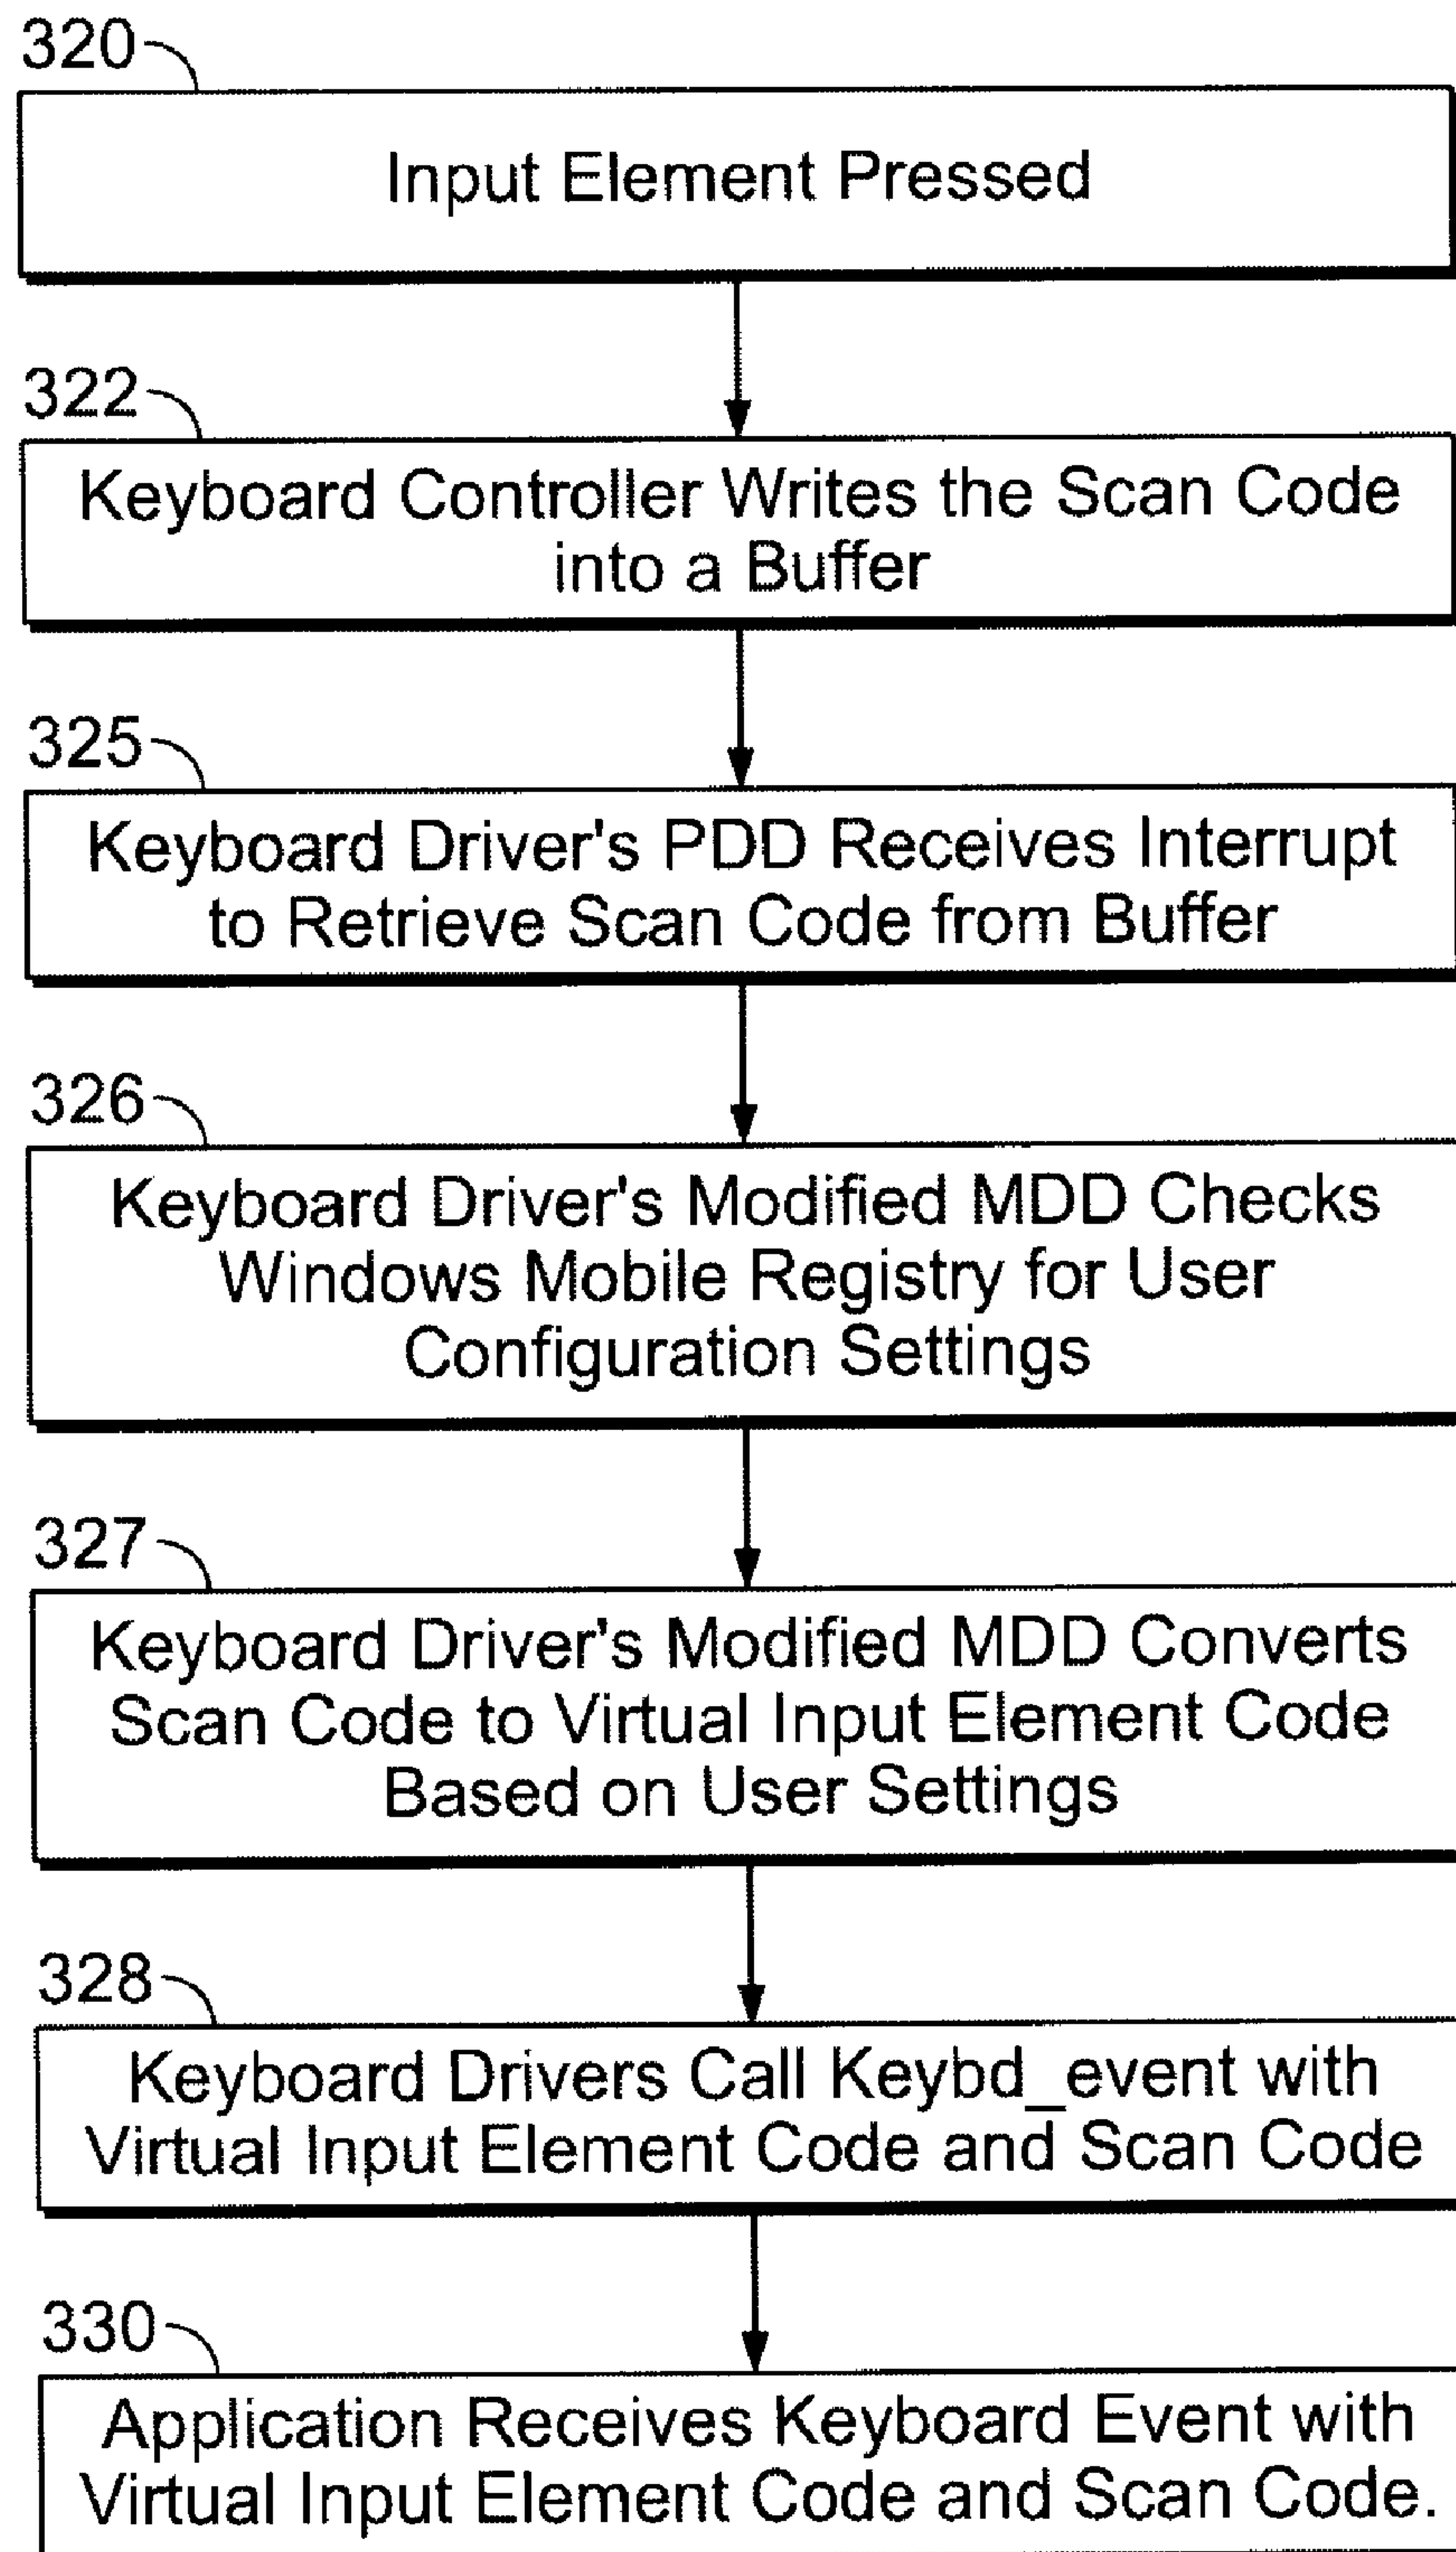 320
Input Element Pressed
322
Keyboard Controller Writes the Scan Code
into a Buffer
325
Keyboard Driver's PDD Receives Interrupt
to Retrieve Scan Code from Buffer
326
Keyboard Driver's Modified MDD Checks
Windows Mobile Registry for User
Configuration Settings
327
Keyboard Driver's Modified MDD Converts
Scan Code to Virtual Input Element Code
Based on User Settings
328
Keyboard Drivers Call Keybd_event with
Virtual Input Element Code and Scan Code
330
Application Receives Keyboard Event with
Virtual Input Element Code and Scan Code.